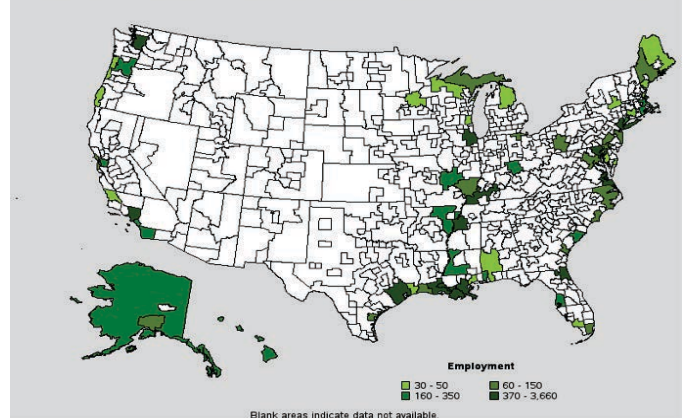 Employment
30 - 50
60 - 150
160 - 350
370 - 3,660
Blank areas indicate data not available